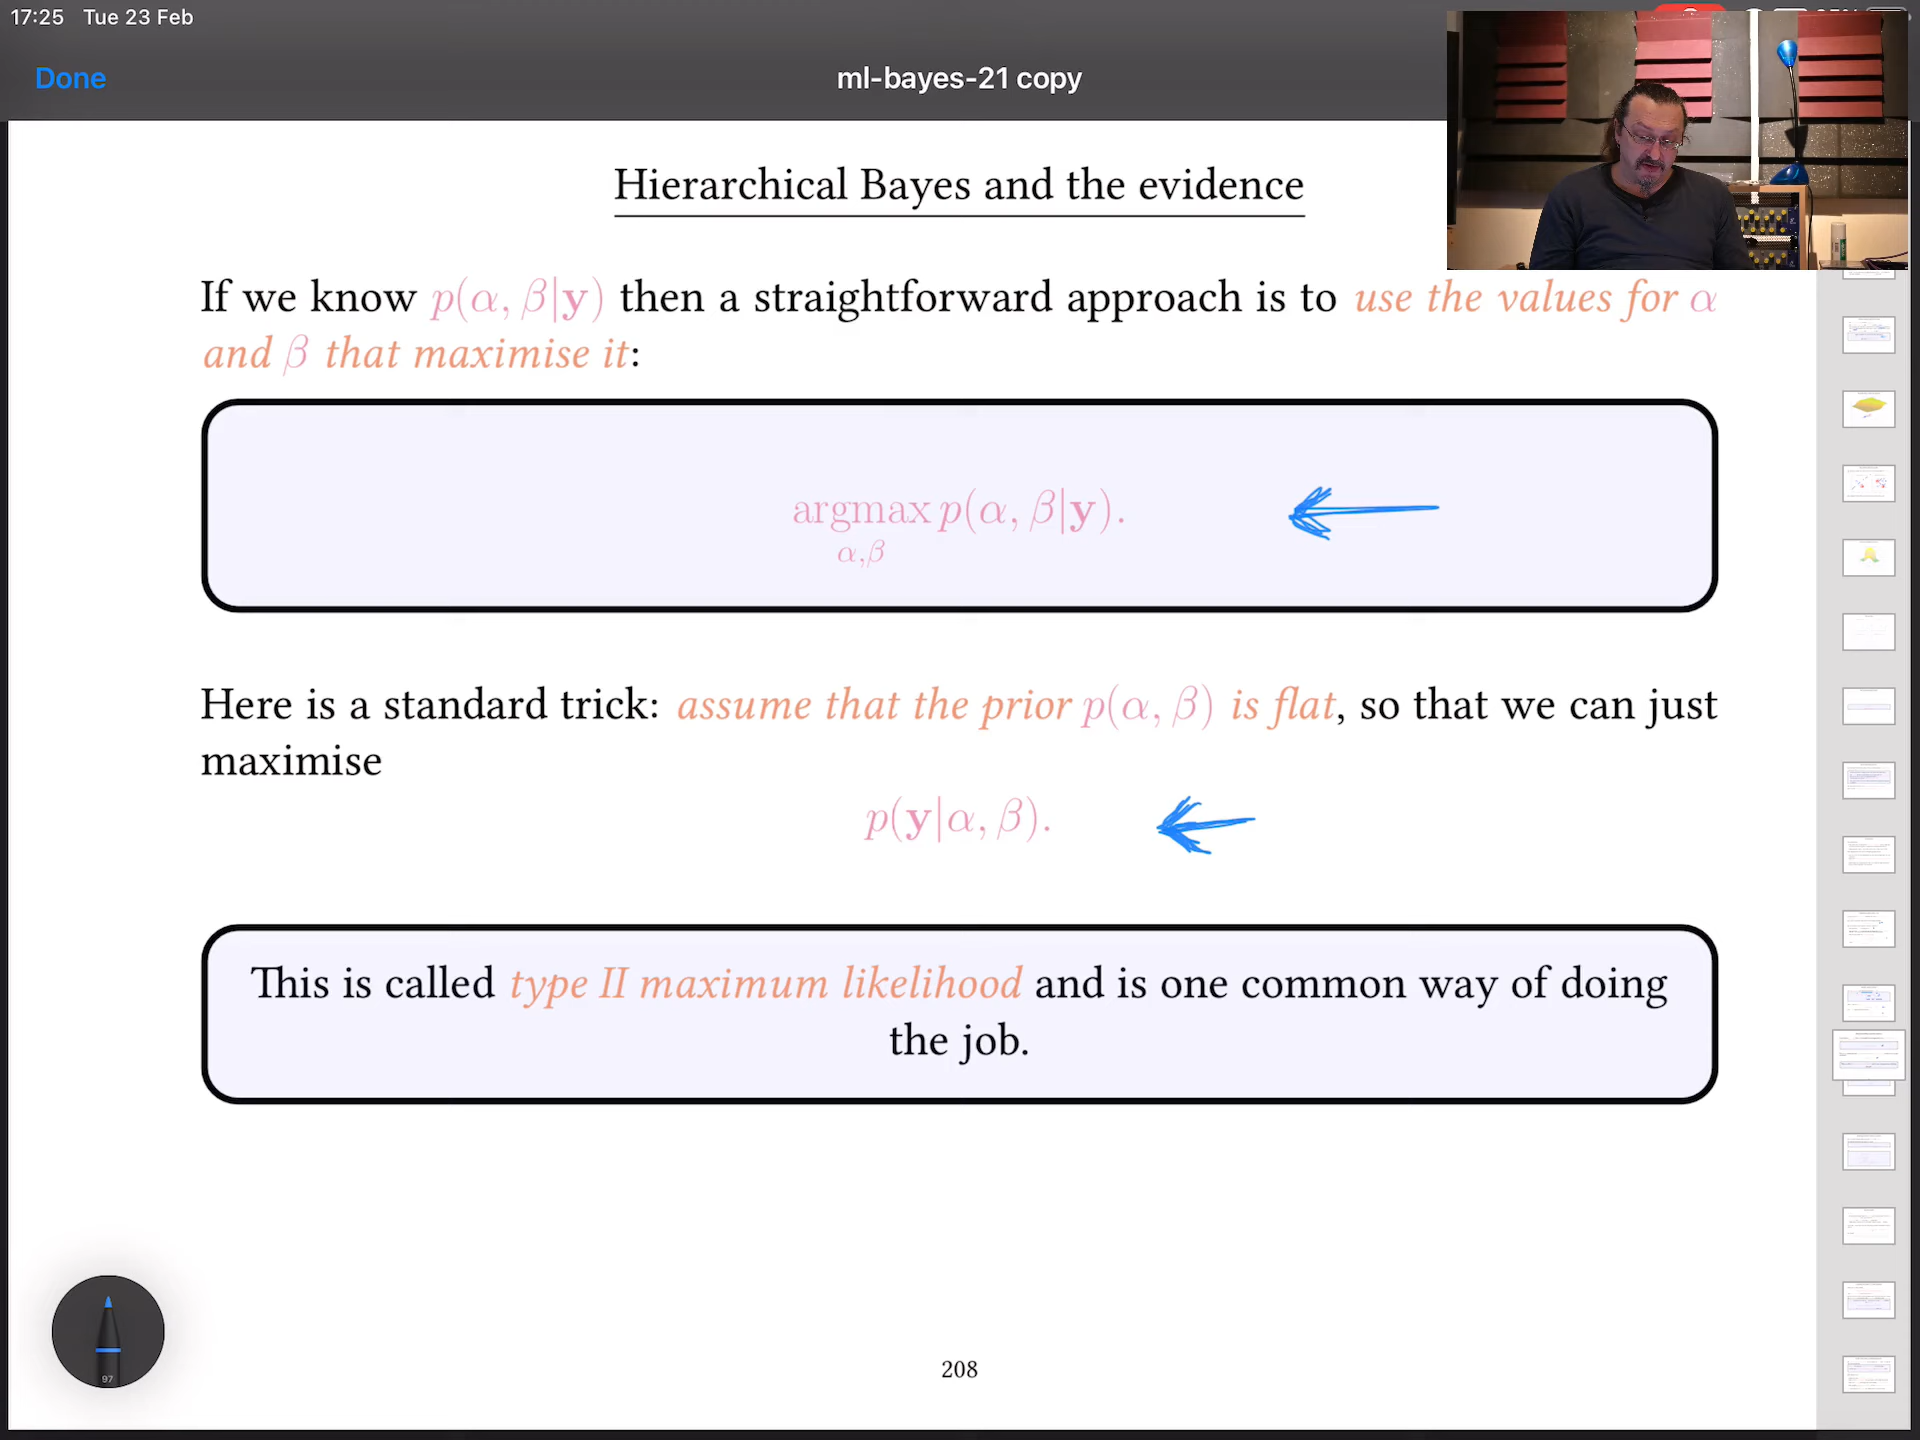 17:25 Tue 23 Feb
Done
ml-bayes-21 copy
Hierarchical Bayes and the evidence
If we know p(α, β|y) then a straightforward approach is to use the values for α
and β that maximise it:
argmax p(α, β|y).
α,β
Here is a standard trick: assume that the prior p(α, β) is flat, so that we can just
maximise
p(y|α, β).
This is called type II maximum likelihood and is one common way of doing
the job.
97
208